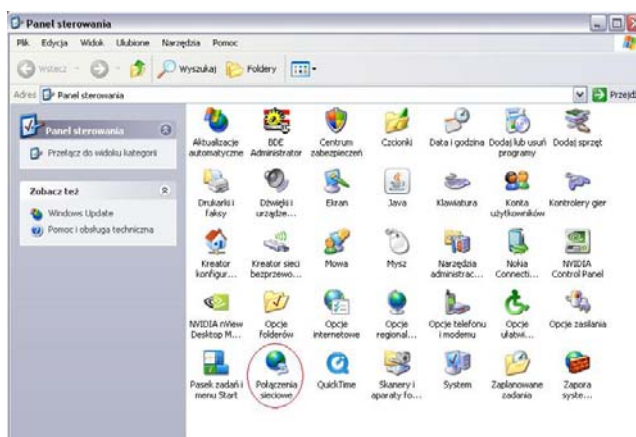 Panel sterowania
Plik Edycja Widok Ulubione Narzędzia Pomoc
Wstecz Wyszukaj Foldery
Adres Panel sterowania Przejdź
Panel sterowania
Przełącz do widoku kategorii
Zobacz też
Windows Update
Pomoc i obsługa techniczna
Aktualizacje automatyczne
BDE Administrator
Centrum zabezpieczeń
Czcionki
Data i godzina
Dodaj lub usuń programy
Dodaj sprzęt
Drukarki i faksy
Dźwięki i urządze...
Ekran
Java
Klawiatura
Konta użytkowników
Kontrolery gier
Kreator konfigur...
Kreator sieci bezprzewo...
Mowa
Mysz
Narzędzia administrac...
Nokia Connecti...
NVIDIA Control Panel
NVIDIA nView Desktop M...
Opcje folderów
Opcje internetowe
Opcje regional...
Opcje telefonu i modemu
Opcje ułatwi...
Opcje zasilania
Pasek zadań i menu Start
Połączenia sieciowe
QuickTime
Skanery i aparaty fo...
System
Zaplanowane zadania
Zapora syste...